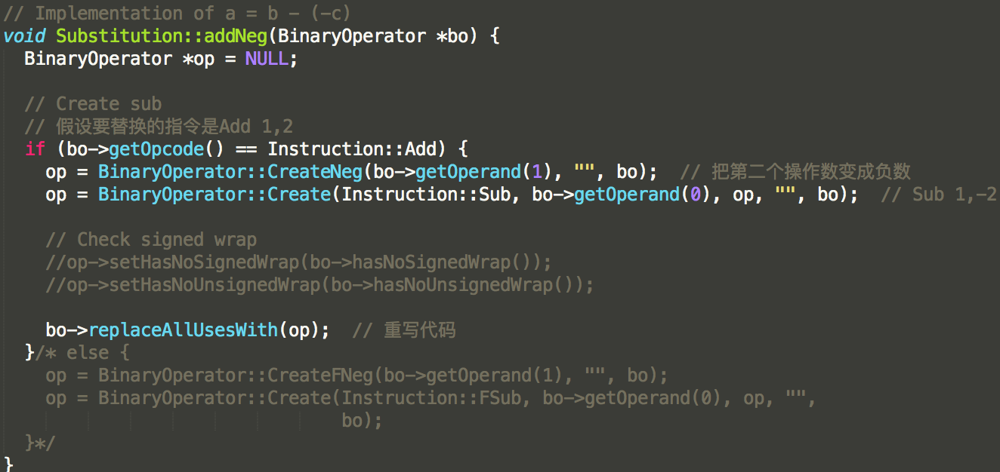 // Implementation of a = b - (-c)
void Substitution::addNeg(BinaryOperator *bo) {
  BinaryOperator *op = NULL;

  // Create sub
  // 假设要替换的指令是Add 1,2
  if (bo->getOpcode() == Instruction::Add) {
    op = BinaryOperator::CreateNeg(bo->getOperand(1), "", bo);  // 把第二个操作数变成负数
    op = BinaryOperator::Create(Instruction::Sub, bo->getOperand(0), op, "", bo);  // Sub 1,-2

    // Check signed wrap
    //op->setHasNoSignedWrap(bo->hasNoSignedWrap());
    //op->setHasNoUnsignedWrap(bo->hasNoUnsignedWrap());

    bo->replaceAllUsesWith(op);  // 重写代码
  }/* else {
    op = BinaryOperator::CreateFNeg(bo->getOperand(1), "", bo);
    op = BinaryOperator::Create(Instruction::FSub, bo->getOperand(0), op, "",
                                bo);
  }*/
}